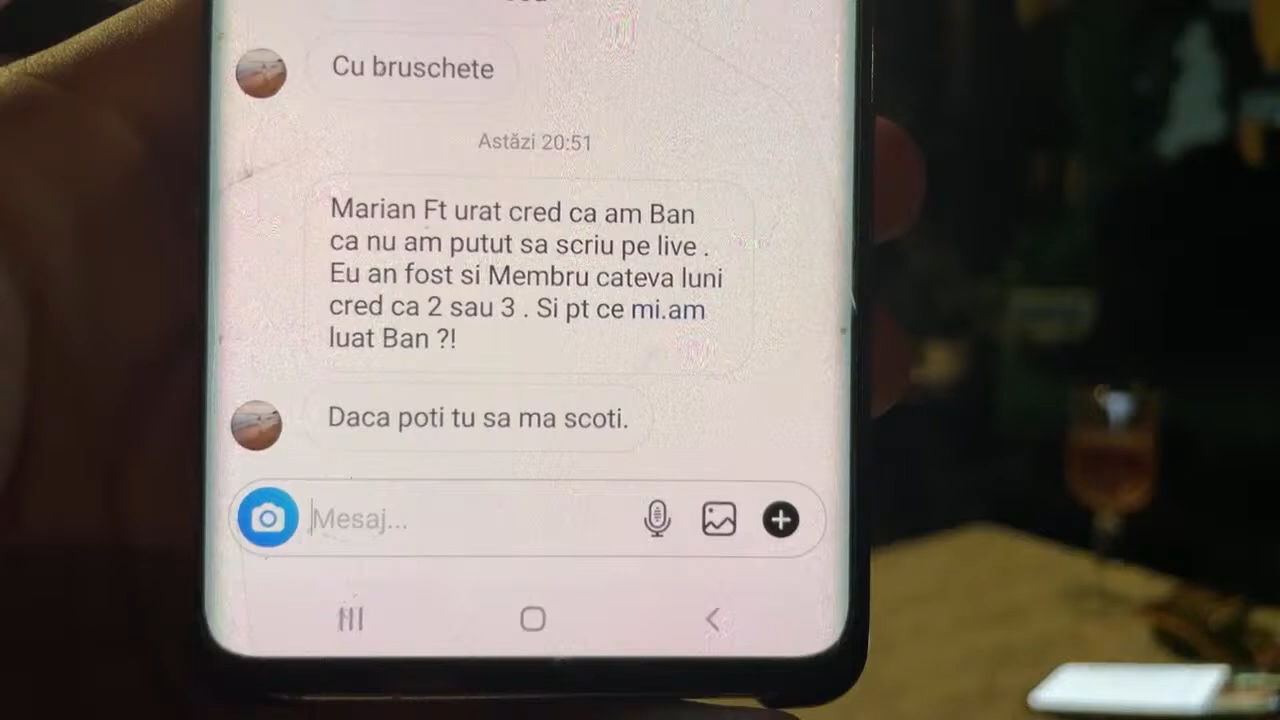 Cu bruschete
Astăzi 20:51
Marian Ft urat cred ca am Ban
ca nu am putut sa scriu pe live .
Eu an fost si Membru cateva luni
cred ca 2 sau 3 . Si pt ce mi.am
luat Ban ?!
Daca poti tu sa ma scoti.
Mesaj...